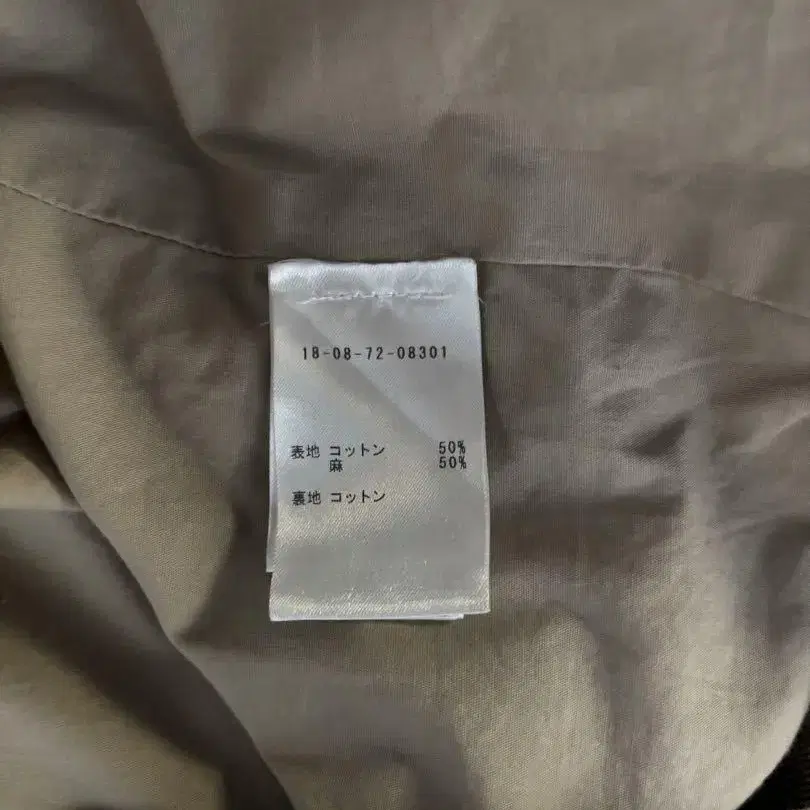 18-08-72-08301
表地 コットン 50%
麻 50%
裏地 コットン